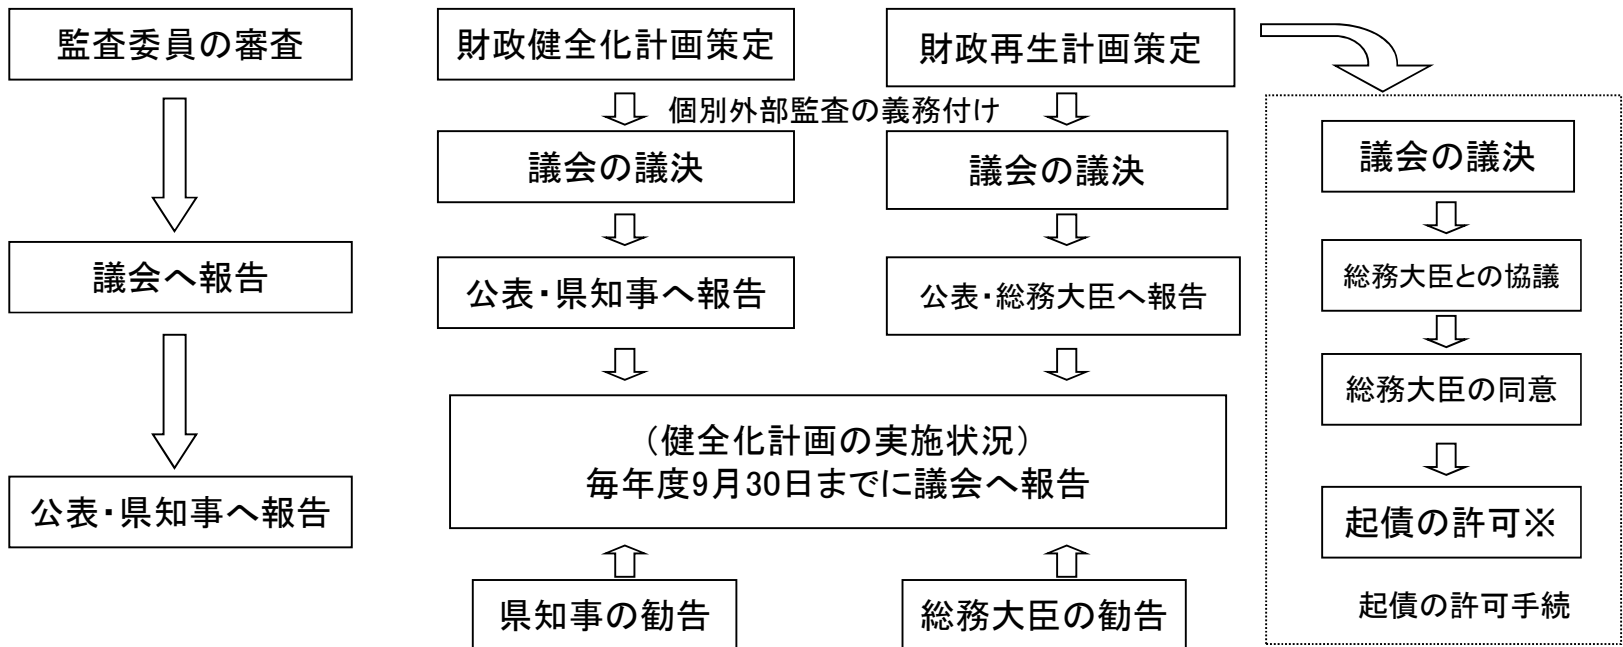 監査委員の審査
議会へ報告
公表・県知事へ報告
財政健全化計画策定
財政再生計画策定
個別外部監査の義務付け
議会の議決
議会の議決
公表・県知事へ報告
公表・総務大臣へ報告
（健全化計画の実施状況）
毎年度9月30日までに議会へ報告
県知事の勧告
総務大臣の勧告
議会の議決
総務大臣との協議
総務大臣の同意
起債の許可※
起債の許可手続